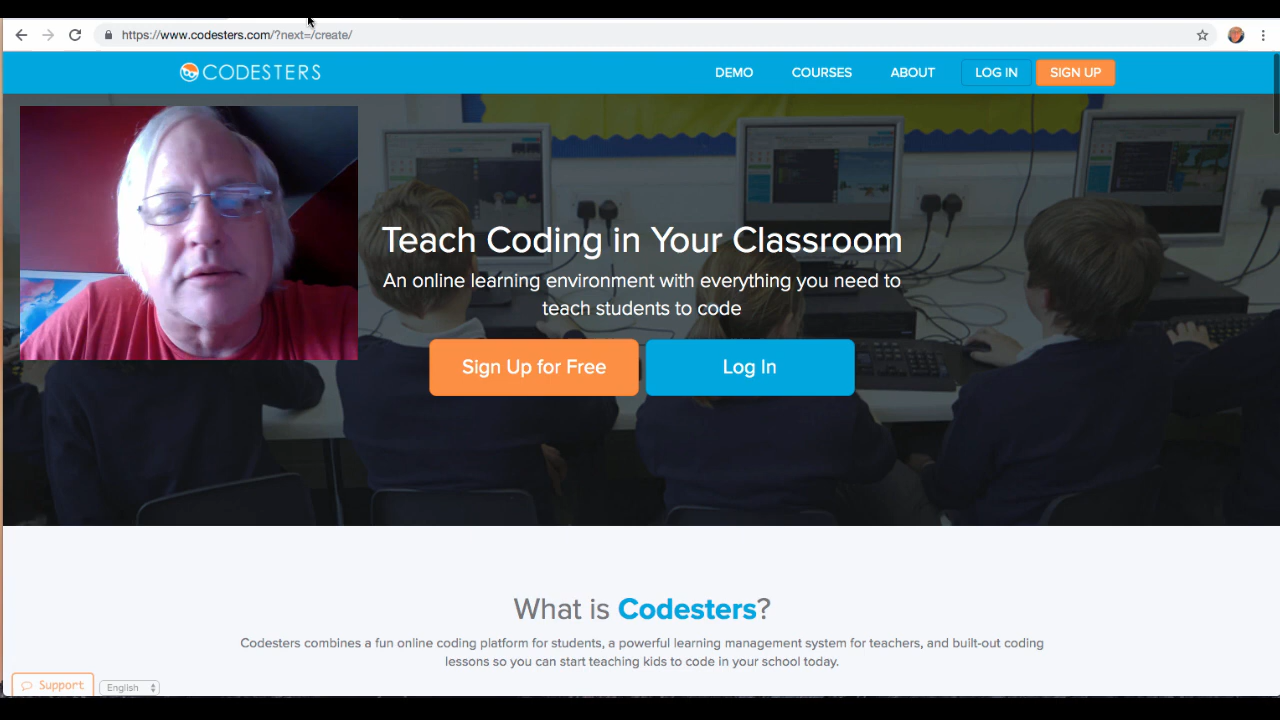 https://www.codesters.com/?next=/create/
CODESTERS
DEMO
COURSES
ABOUT
LOG IN
SIGN UP
Teach Coding in Your Classroom
An online learning environment with everything you need to
teach students to code
Sign Up for Free
Log In
What is Codesters?
Codesters combines a fun online coding platform for students, a powerful learning management system for teachers, and built-out coding
lessons so you can start teaching kids to code in your school today.
Support
English